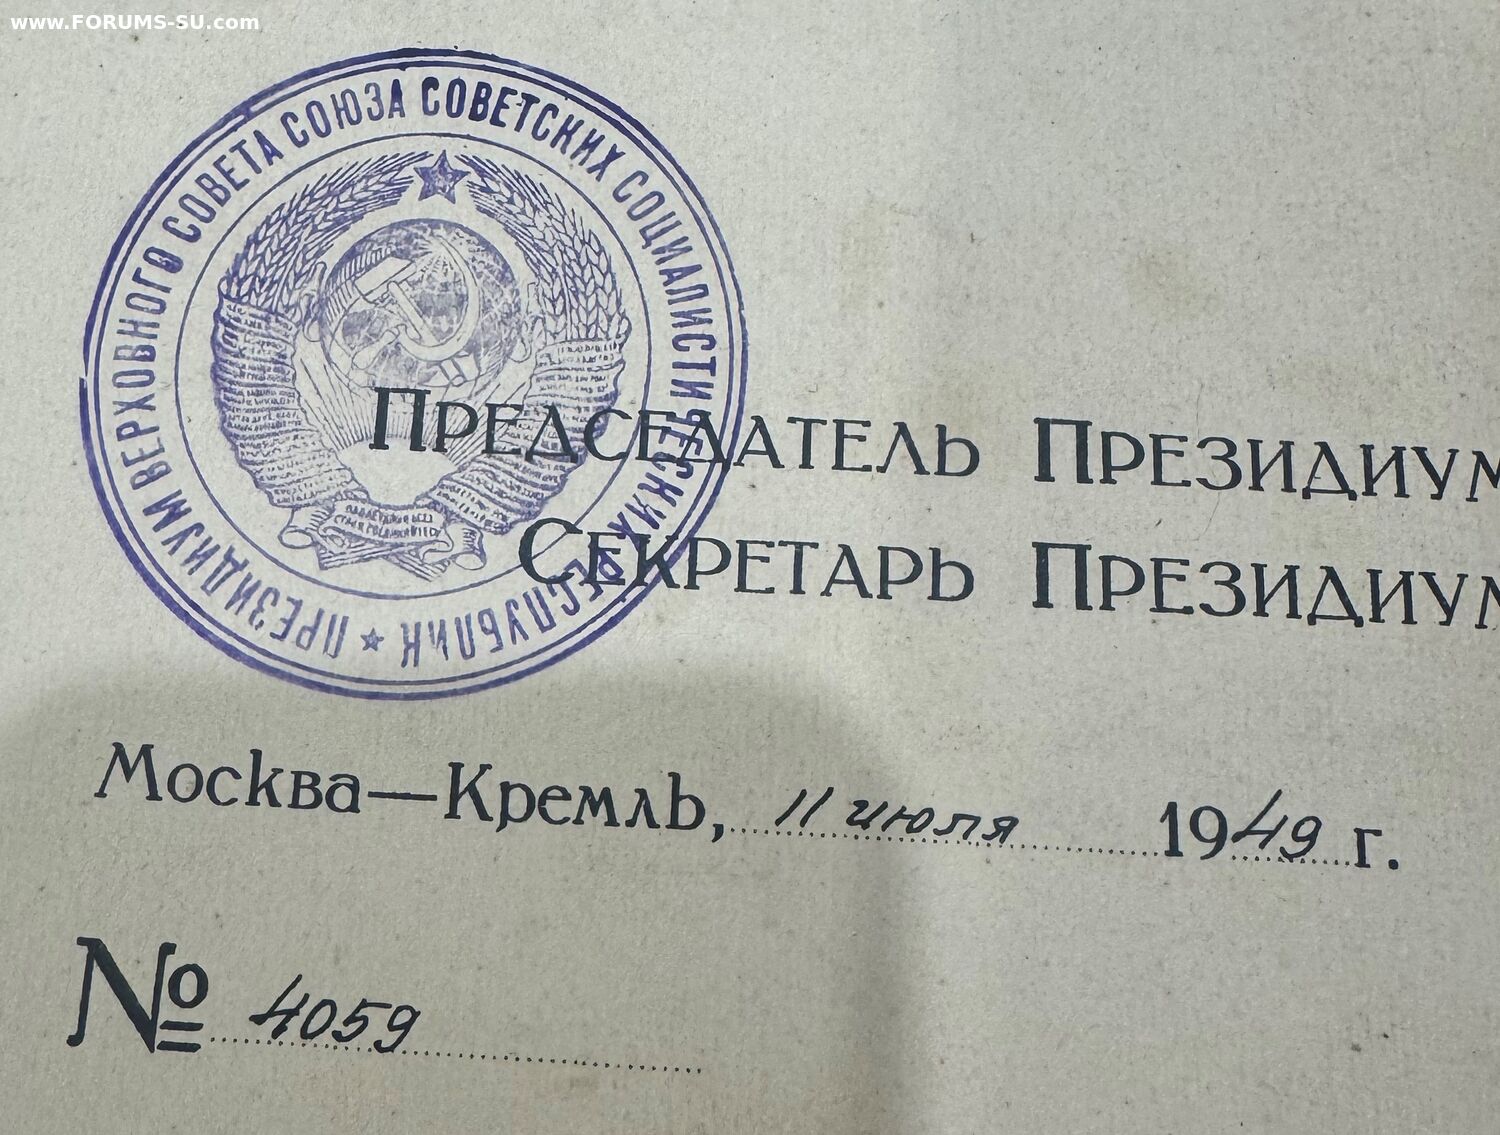 www.FORUMS-SU.com
ПРЕЗИДИУМ ВЕРХОВНОГО СОВЕТА СОЮЗА СОВЕТСКИХ СОЦИАЛИСТИЧЕСКИХ РЕСПУБЛИК
ПРЕДСЕДАТЕЛЬ ПРЕЗИДИУМ
СЕКРЕТАРЬ ПРЕЗИДИУМ
Москва—Кремль, 11 июля 1949 г.
№ 4059